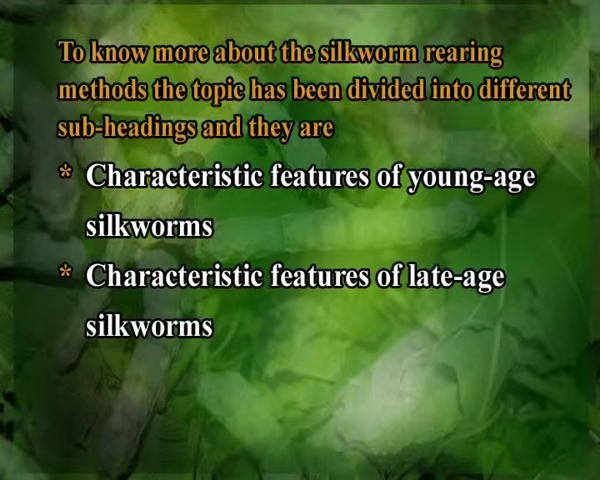 To know more about the silkworm rearing
methods the topic has been divided into different
sub-headings and they are
* Characteristic features of young-age
silkworms
* Characteristic features of late-age
silkworms